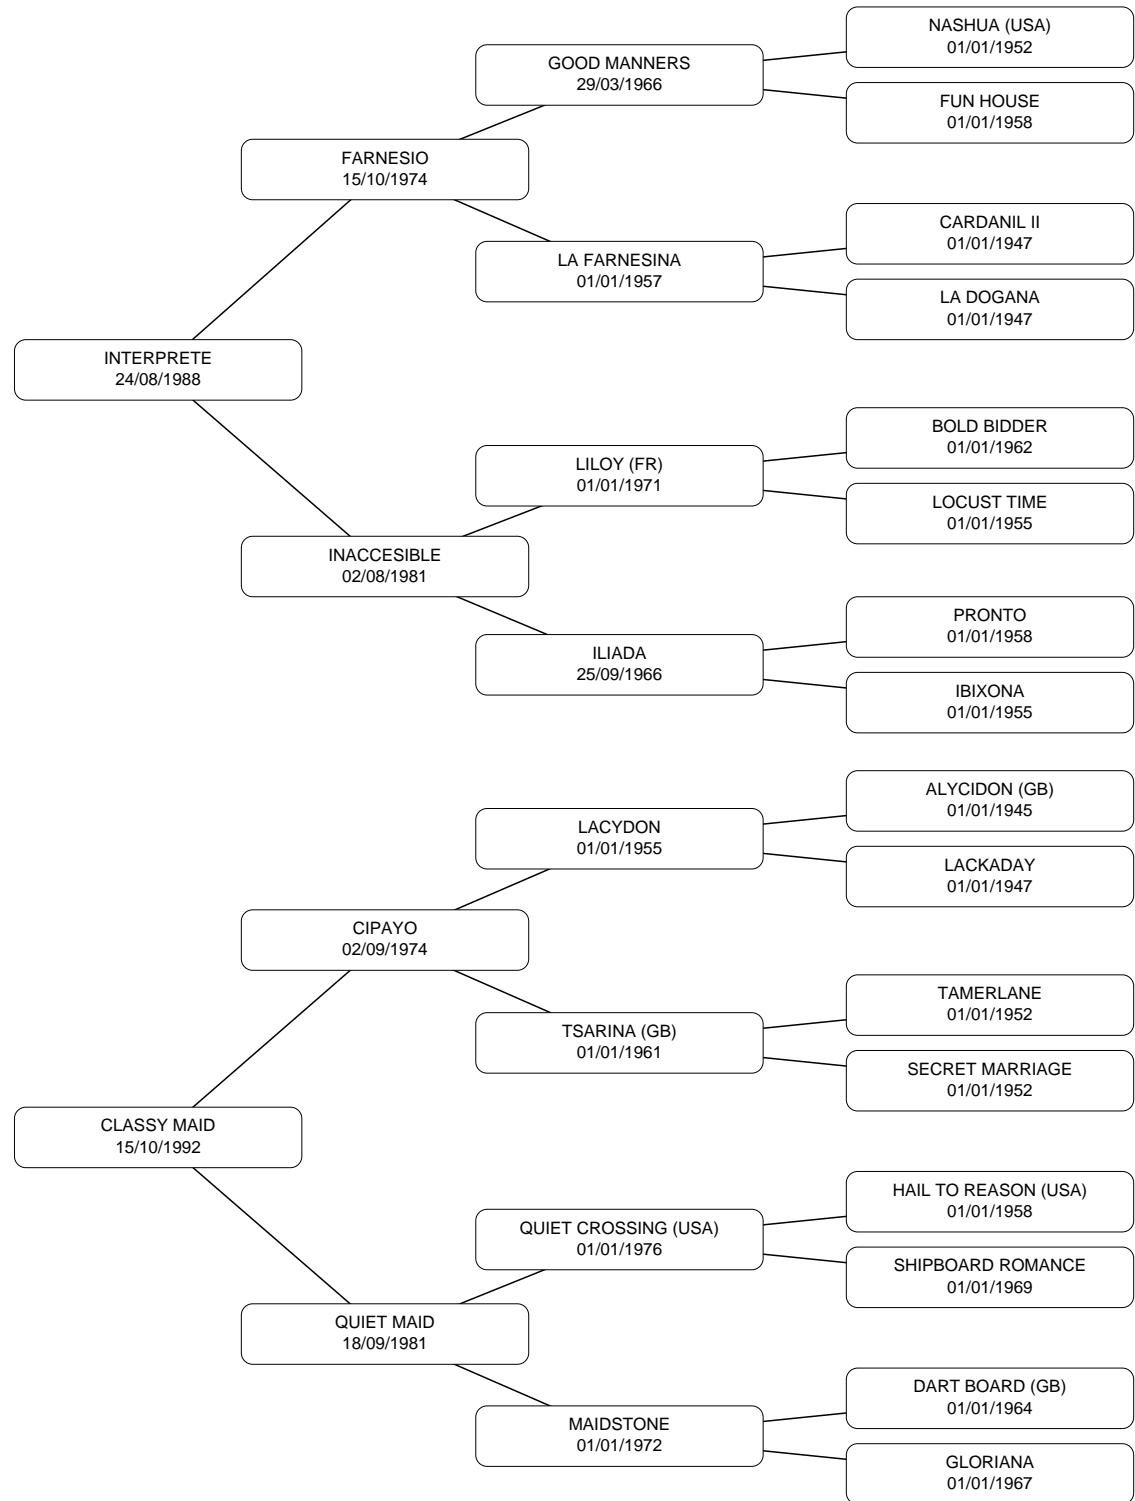 NASHUA (USA)
01/01/1952
GOOD MANNERS
29/03/1966
FUN HOUSE
01/01/1958
FARNESIO
15/10/1974
CARDANIL II
01/01/1947
LA FARNESINA
01/01/1957
LA DOGANA
01/01/1947
INTERPRETE
24/08/1988
BOLD BIDDER
01/01/1962
LILOY (FR)
01/01/1971
LOCUST TIME
01/01/1955
INACCESIBLE
02/08/1981
PRONTO
01/01/1958
ILIADA
25/09/1966
IBIXONA
01/01/1955
ALYCIDON (GB)
01/01/1945
LACYDON
01/01/1955
LACKADAY
01/01/1947
CIPAYO
02/09/1974
TAMERLANE
01/01/1952
TSARINA (GB)
01/01/1961
SECRET MARRIAGE
01/01/1952
CLASSY MAID
15/10/1992
HAIL TO REASON (USA)
01/01/1958
QUIET CROSSING (USA)
01/01/1976
SHIPBOARD ROMANCE
01/01/1969
QUIET MAID
18/09/1981
DART BOARD (GB)
01/01/1964
MAIDSTONE
01/01/1972
GLORIANA
01/01/1967